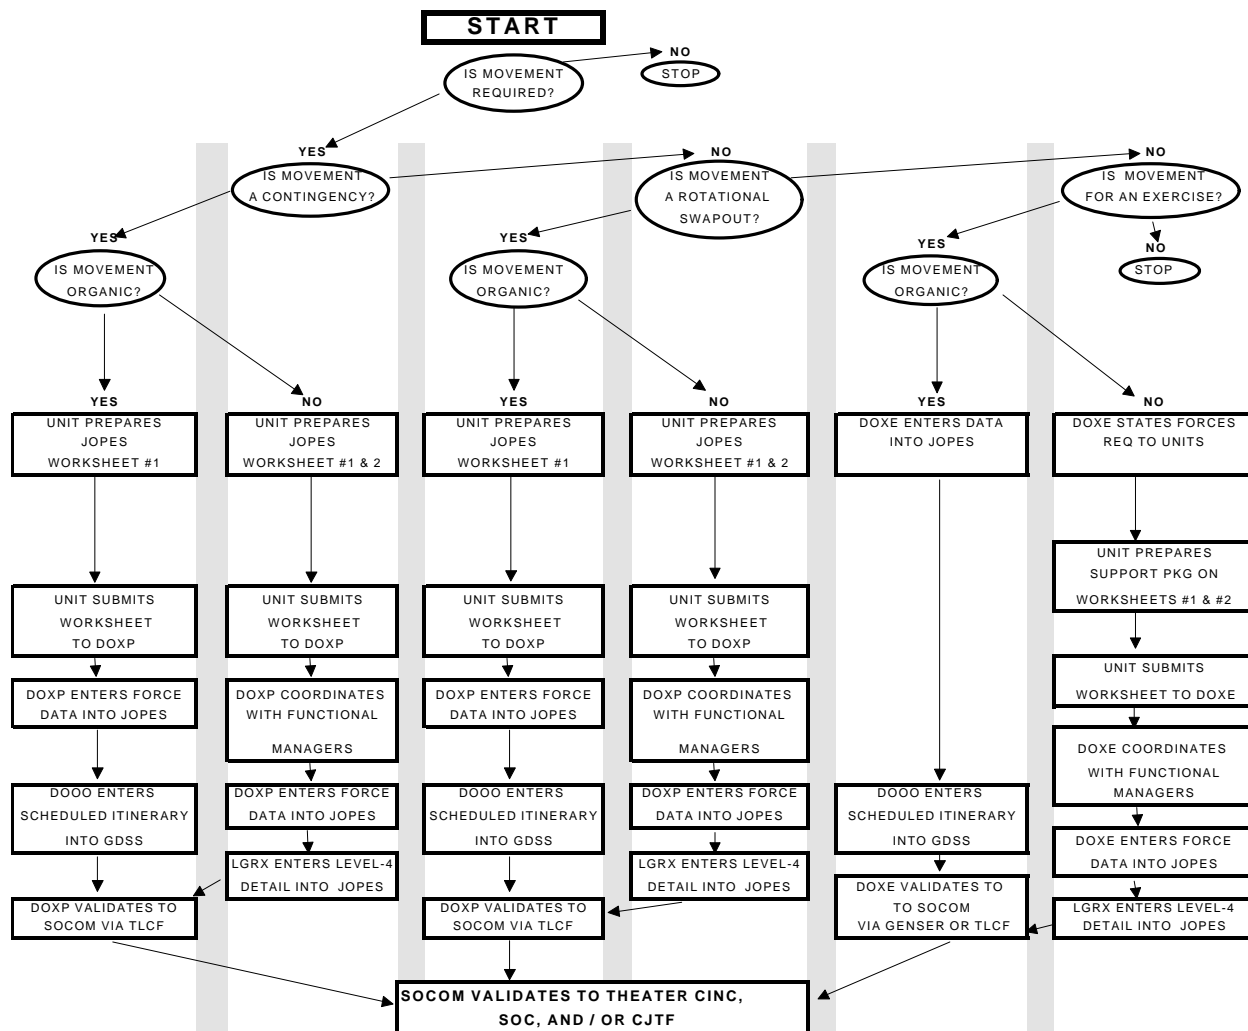 START
NO
STOP
IS MOVEMENT
REQUIRED?
YES
IS MOVEMENT
A CONTINGENCY?
NO
IS MOVEMENT
A ROTATIONAL
SWAPOUT?
NO
IS MOVEMENT
FOR AN EXERCISE?
YES
IS MOVEMENT
ORGANIC?
YES
IS MOVEMENT
ORGANIC?
YES
IS MOVEMENT
ORGANIC?
NO
STOP
YES
UNIT PREPARES
JOPES
WORKSHEET #1
NO
UNIT PREPARES
JOPES
WORKSHEET #1 & 2
YES
UNIT PREPARES
JOPES
WORKSHEET #1
NO
UNIT PREPARES
JOPES
WORKSHEET #1 & 2
YES
DOXE ENTERS DATA
INTO JOPES
NO
DOXE STATES FORCES
REQ TO UNITS
UNIT PREPARES
SUPPORT PKG ON
WORKSHEETS #1 & #2
UNIT SUBMITS
WORKSHEET
TO DOXP
UNIT SUBMITS
WORKSHEET
TO DOXP
UNIT SUBMITS
WORKSHEET
TO DOXP
UNIT SUBMITS
WORKSHEET
TO DOXP
UNIT SUBMITS
WORKSHEET TO DOXE
DOXP ENTERS FORCE
DATA INTO JOPES
DOXP COORDINATES
WITH FUNCTIONAL
MANAGERS
DOXP ENTERS FORCE
DATA INTO JOPES
DOXP COORDINATES
WITH FUNCTIONAL
MANAGERS
DOXE COORDINATES
WITH FUNCTIONAL
MANAGERS
DOOO ENTERS
SCHEDULED ITINERARY
INTO GDSS
DOXP ENTERS FORCE
DATA INTO JOPES
DOOO ENTERS
SCHEDULED ITINERARY
INTO GDSS
DOXP ENTERS FORCE
DATA INTO JOPES
DOOO ENTERS
SCHEDULED ITINERARY
INTO GDSS
DOXE ENTERS FORCE
DATA INTO JOPES
LGRX ENTERS LEVEL-4
DETAIL INTO JOPES
LGRX ENTERS LEVEL-4
DETAIL INTO JOPES
DOXP VALIDATES TO
SOCOM VIA TLCF
DOXP VALIDATES TO
SOCOM VIA TLCF
DOXE VALIDATES TO
TO SOCOM
VIA GENSER OR TLCF
LGRX ENTERS LEVEL-4
DETAIL INTO JOPES
SOCOM VALIDATES TO THEATER CINC,
SOC, AND / OR CJTF